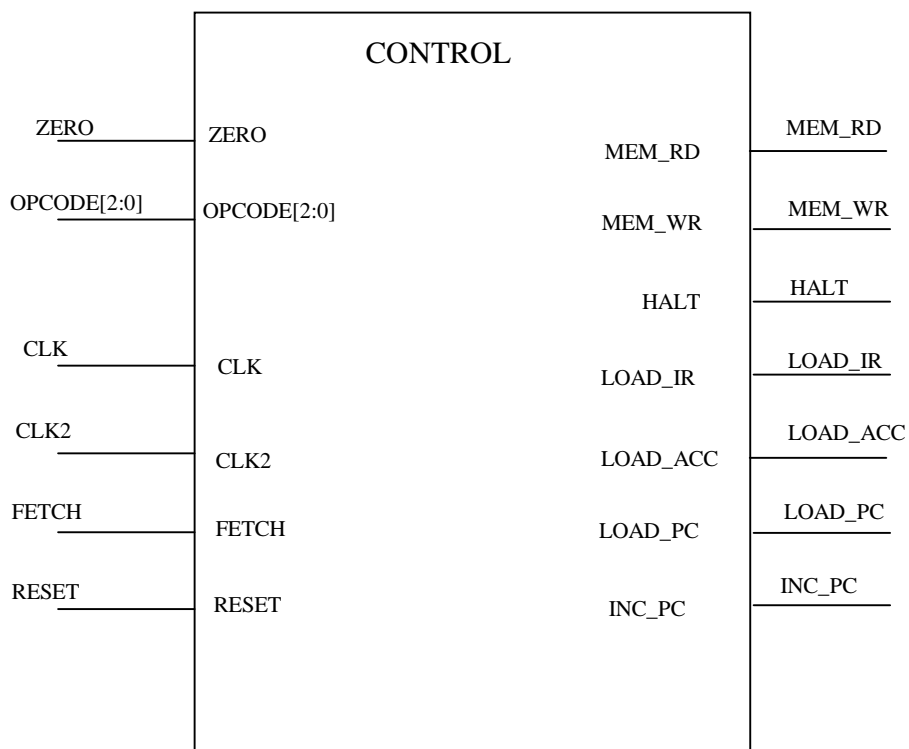 CONTROL
ZERO
ZERO
MEM_RD
MEM_RD
OPCODE[2:0]
OPCODE[2:0]
MEM_WR
MEM_WR
HALT
HALT
CLK
CLK
LOAD_IR
LOAD_IR
CLK2
CLK2
LOAD_ACC
LOAD_ACC
FETCH
FETCH
LOAD_PC
LOAD_PC
RESET
RESET
INC_PC
INC_PC